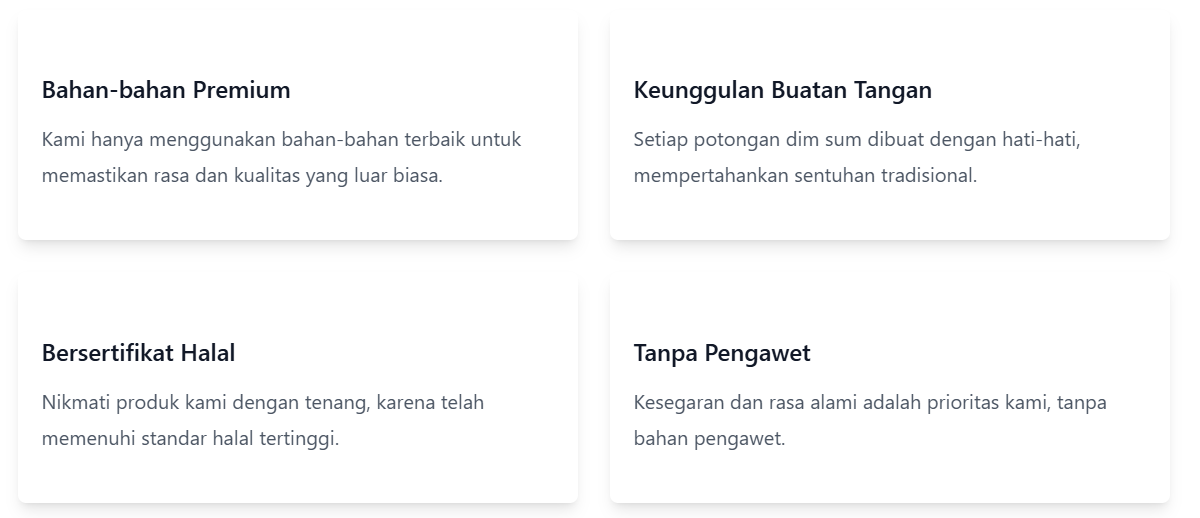 Bahan-bahan Premium
Kami hanya menggunakan bahan-bahan terbaik untuk
memastikan rasa dan kualitas yang luar biasa.
Keunggulan Buatan Tangan
Setiap potongan dim sum dibuat dengan hati-hati,
mempertahankan sentuhan tradisional.
Bersertifikat Halal
Nikmati produk kami dengan tenang, karena telah
memenuhi standar halal tertinggi.
Tanpa Pengawet
Kesegaran dan rasa alami adalah prioritas kami, tanpa
bahan pengawet.